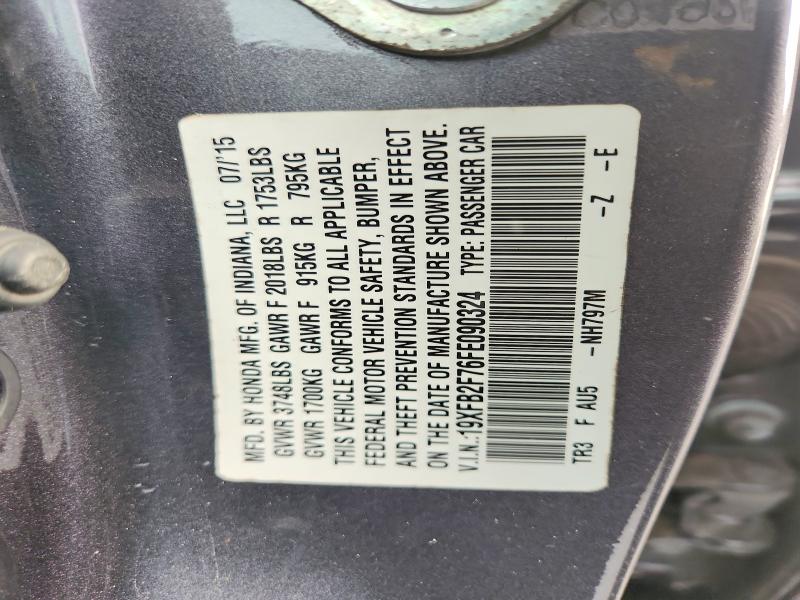 MFD. BY HONDA MFG. OF INDIANA, LLC 07/'15
GVWR 3748LBS GAWR F 2018LBS R 1753LBS
GVWR 1700KG GAWR F 915KG R 795KG
THIS VEHICLE CONFORMS TO ALL APPLICABLE
FEDERAL MOTOR VEHICLE SAFETY, BUMPER,
AND THEFT PREVENTION STANDARDS IN EFFECT
ON THE DATE OF MANUFACTURE SHOWN ABOVE.
V.I.N.:19XFB2F76FE090324 TYPE: PASSENGER CAR
TR3 F AU5 -NH797M -Z -E